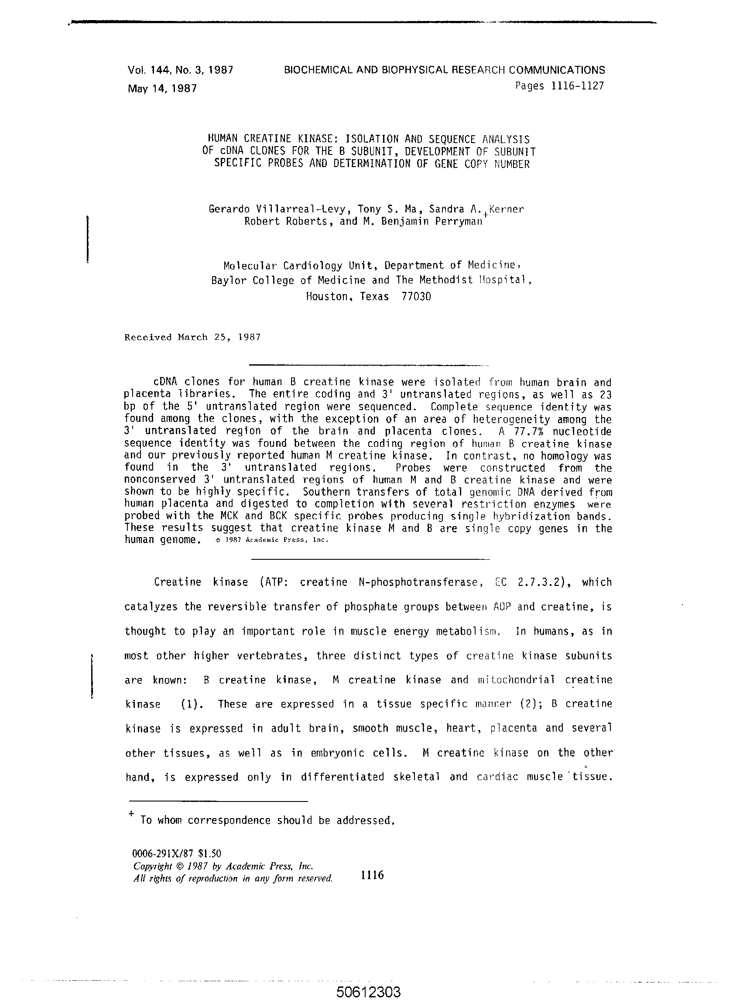 Vol. 144, No. 3, 1987 BIOCHEMICAL AND BIOPHYSICAL RESEARCH COMMUNICATIONS
May 14, 1987 Pages 1116-1127
HUMAN CREATINE KINASE: ISOLATION AND SEQUENCE ANALYSIS
OF cDNA CLONES FOR THE B SUBUNIT, DEVELOPMENT OF SUBUNIT
SPECIFIC PROBES AND DETERMINATION OF GENE COPY NUMBER
Gerardo Villarreal-Levy, Tony S. Ma, Sandra A. Kerner
Robert Roberts, and M. Benjamin Perryman+
Molecular Cardiology Unit, Department of Medicine,
Baylor College of Medicine and The Methodist Hospital,
Houston, Texas 77030
Received March 25, 1987
cDNA clones for human B creatine kinase were isolated from human brain and
placenta libraries. The entire coding and 3' untranslated regions, as well as 23
bp of the 5' untranslated region were sequenced. Complete sequence identity was
found among the clones, with the exception of an area of heterogeneity among the
3' untranslated region of the brain and placenta clones. A 77.7% nucleotide
sequence identity was found between the coding region of human B creatine kinase
and our previously reported human M creatine kinase. In contrast, no homology was
found in the 3' untranslated regions. Probes were constructed from the
nonconserved 3' untranslated regions of human M and B creatine kinase and were
shown to be highly specific. Southern transfers of total genomic DNA derived from
human placenta and digested to completion with several restriction enzymes were
probed with the MCK and BCK specific probes producing single hybridization bands.
These results suggest that creatine kinase M and B are single copy genes in the
human genome. © 1987 Academic Press, Inc.
Creatine kinase (ATP: creatine N-phosphotransferase, EC 2.7.3.2), which
catalyzes the reversible transfer of phosphate groups between ADP and creatine, is
thought to play an important role in muscle energy metabolism. In humans, as in
most other higher vertebrates, three distinct types of creatine kinase subunits
are known: B creatine kinase, M creatine kinase and mitochondrial creatine
kinase (1). These are expressed in a tissue specific manner (2); B creatine
kinase is expressed in adult brain, smooth muscle, heart, placenta and several
other tissues, as well as in embryonic cells. M creatine kinase on the other
hand, is expressed only in differentiated skeletal and cardiac muscle tissue.
+ To whom correspondence should be addressed.
0006-291X/87 $1.50
Copyright © 1987 by Academic Press, Inc.
All rights of reproduction in any form reserved. 1116
50612303